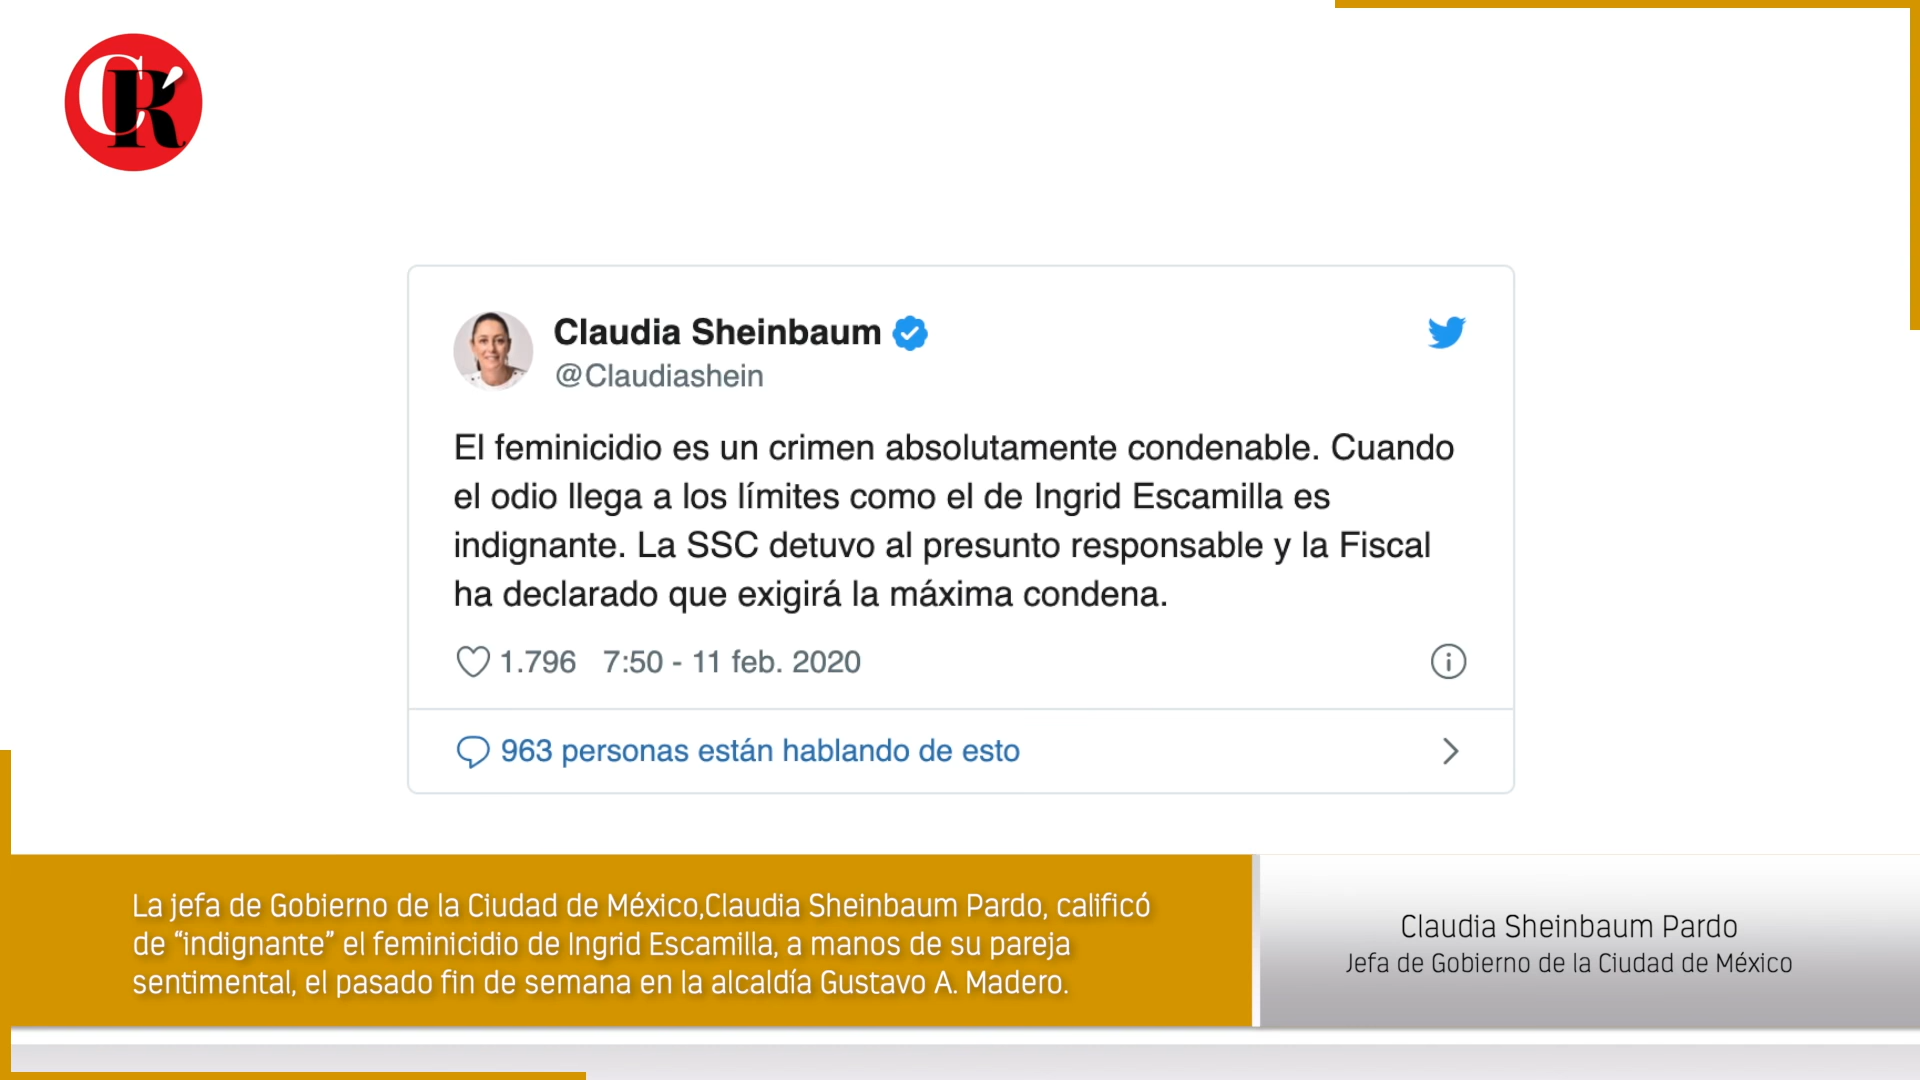 CR
Claudia Sheinbaum
@Claudiashein
El feminicidio es un crimen absolutamente condenable. Cuando
el odio llega a los límites como el de Ingrid Escamilla es
indignante. La SSC detuvo al presunto responsable y la Fiscal
ha declarado que exigirá la máxima condena.
1.796 7:50 - 11 feb. 2020
963 personas están hablando de esto
La jefa de Gobierno de la Ciudad de México,Claudia Sheinbaum Pardo, calificó
de “indignante” el feminicidio de Ingrid Escamilla, a manos de su pareja
sentimental, el pasado fin de semana en la alcaldía Gustavo A. Madero.
Claudia Sheinbaum Pardo
Jefa de Gobierno de la Ciudad de México